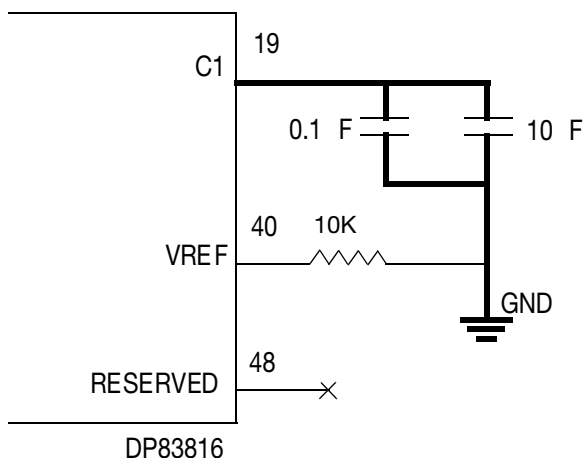 19
C1
0.1 F
10 F
40
10K
VREF
GND
48
RESERVED
DP83816